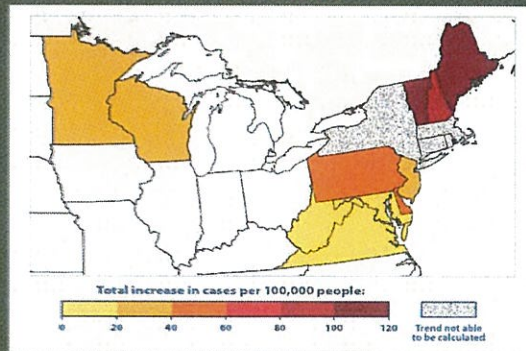 Total increase in cases per 100,000 people:
0 20 40 60 80 100 120
Trend not able
to be calculated